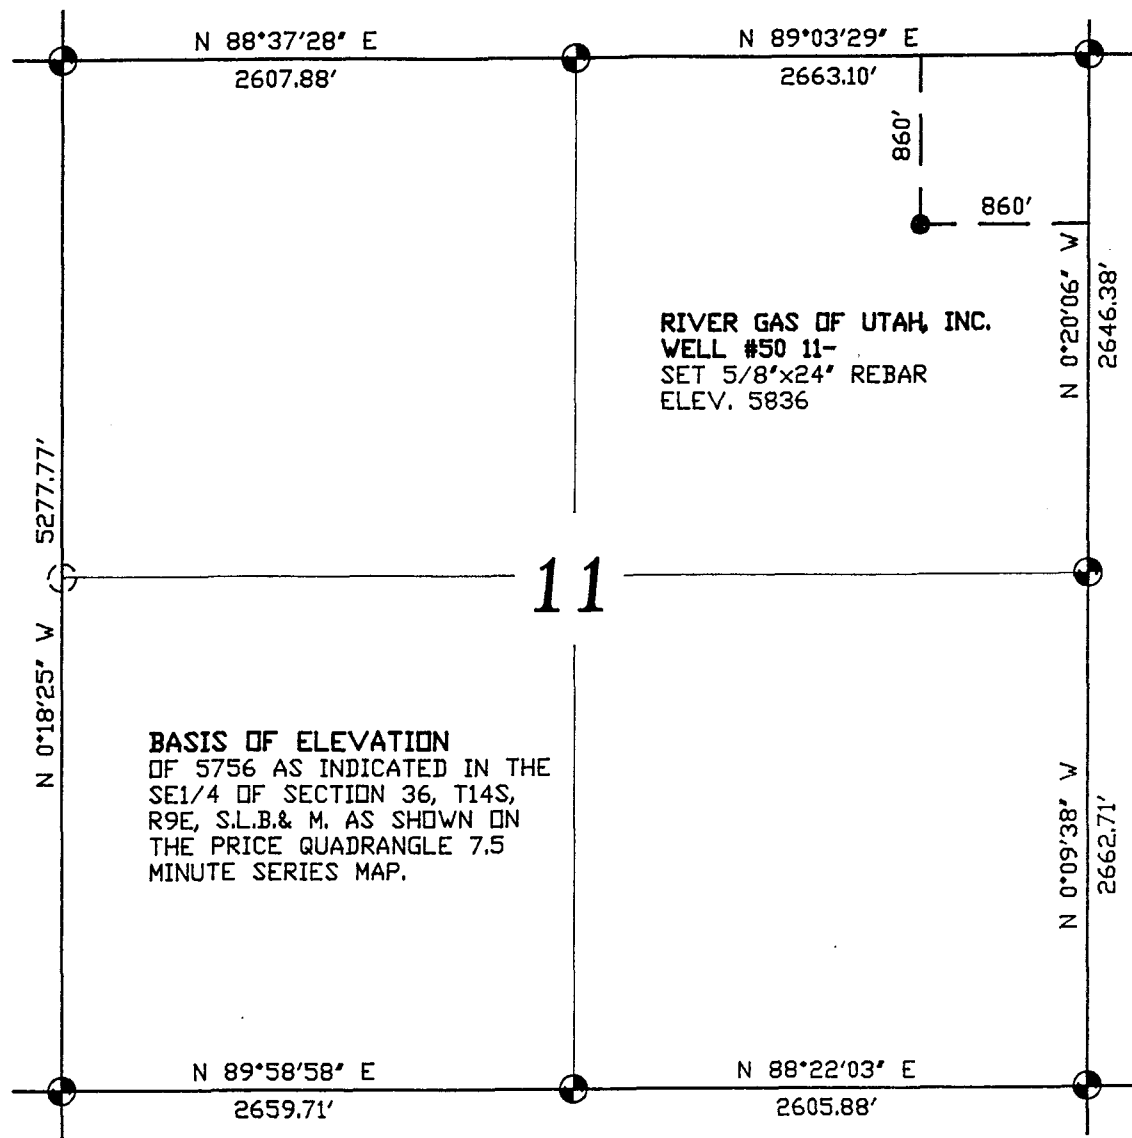 N 88°37'28" E
2607.88'
N 89°03'29" E
2663.10'
860'
860'
N 0°20'06" W
2646.38'
RIVER GAS OF UTAH, INC.
WELL #50 11-
SET 5/8"x24" REBAR
ELEV. 5836
5277.77'
N 0°18'25" W
11
BASIS OF ELEVATION
OF 5756 AS INDICATED IN THE
SE1/4 OF SECTION 36, T14S,
R9E, S.L.B.& M. AS SHOWN ON
THE PRICE QUADRANGLE 7.5
MINUTE SERIES MAP.
N 0°09'38" W
2662.71'
N 89°58'58" E
2659.71'
N 88°22'03" E
2605.88'